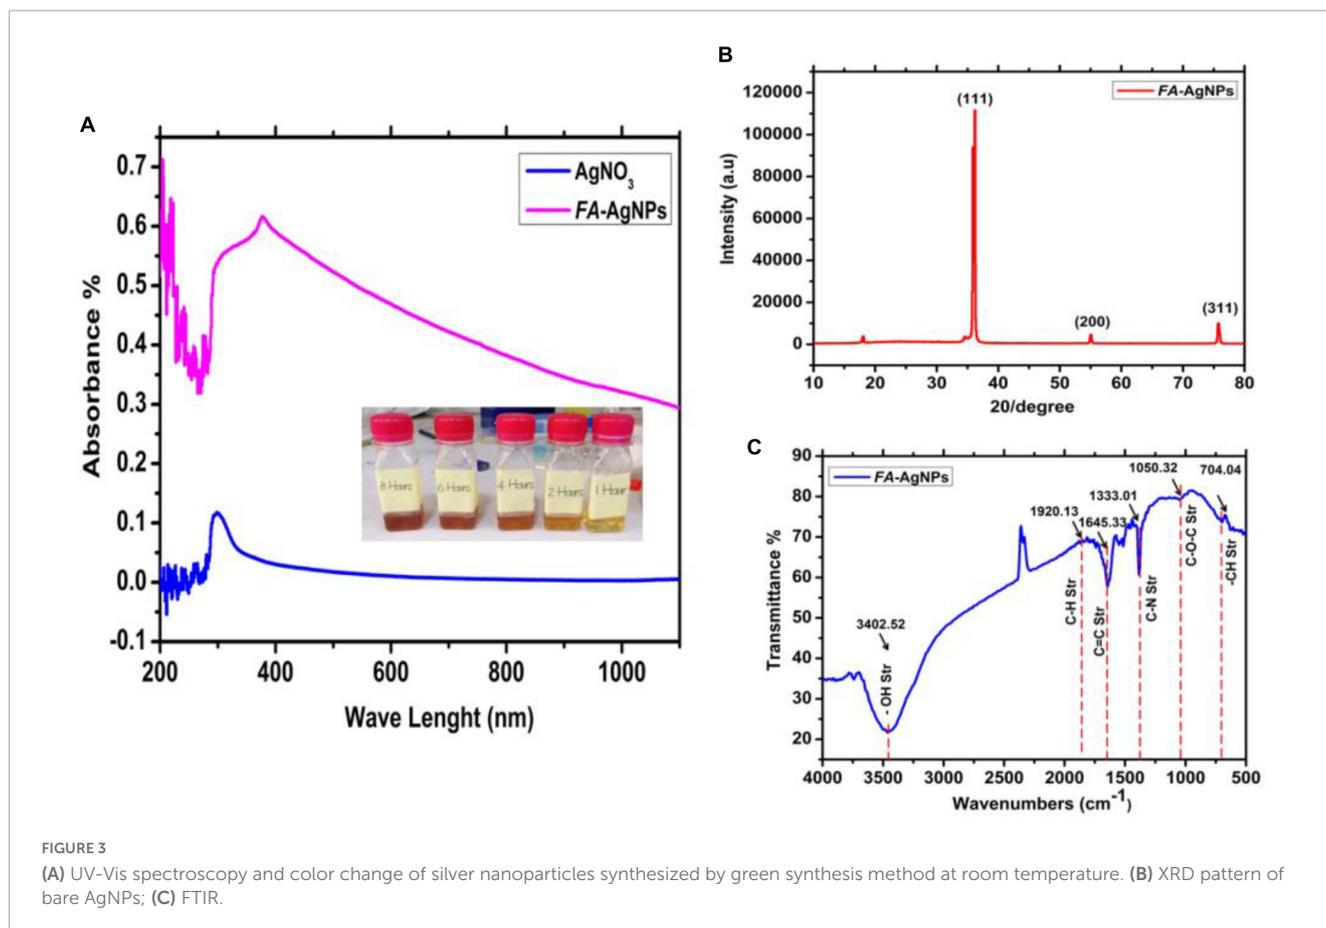 A
0.7
0.6
0.5
0.4
0.3
0.2
0.1
0.0
-0.1
200
400
600
800
1000
Absorbance %
Wave Lenght (nm)
AgNO3
FA-AgNPs
8 Hours
6 Hours
4 Hours
2 Hours
1 Hour
B
120000
100000
80000
60000
40000
20000
0
10
20
30
40
50
60
70
80
Intensity (a.u)
20/degree
FA-AgNPs
(111)
(200)
(311)
C
90
80
70
60
50
40
30
20
4000
3500
3000
2500
2000
1500
1000
500
Transmittance %
Wavenumbers (cm-1)
FA-AgNPs
3402.52
1920.13
1645.33
1333.01
1050.32
704.04
- OH Str
C-H Str
C=C Str
C-N Str
C-O-C Str
-CH Str
FIGURE 3
(A) UV-Vis spectroscopy and color change of silver nanoparticles synthesized by green synthesis method at room temperature. (B) XRD pattern of
bare AgNPs; (C) FTIR.